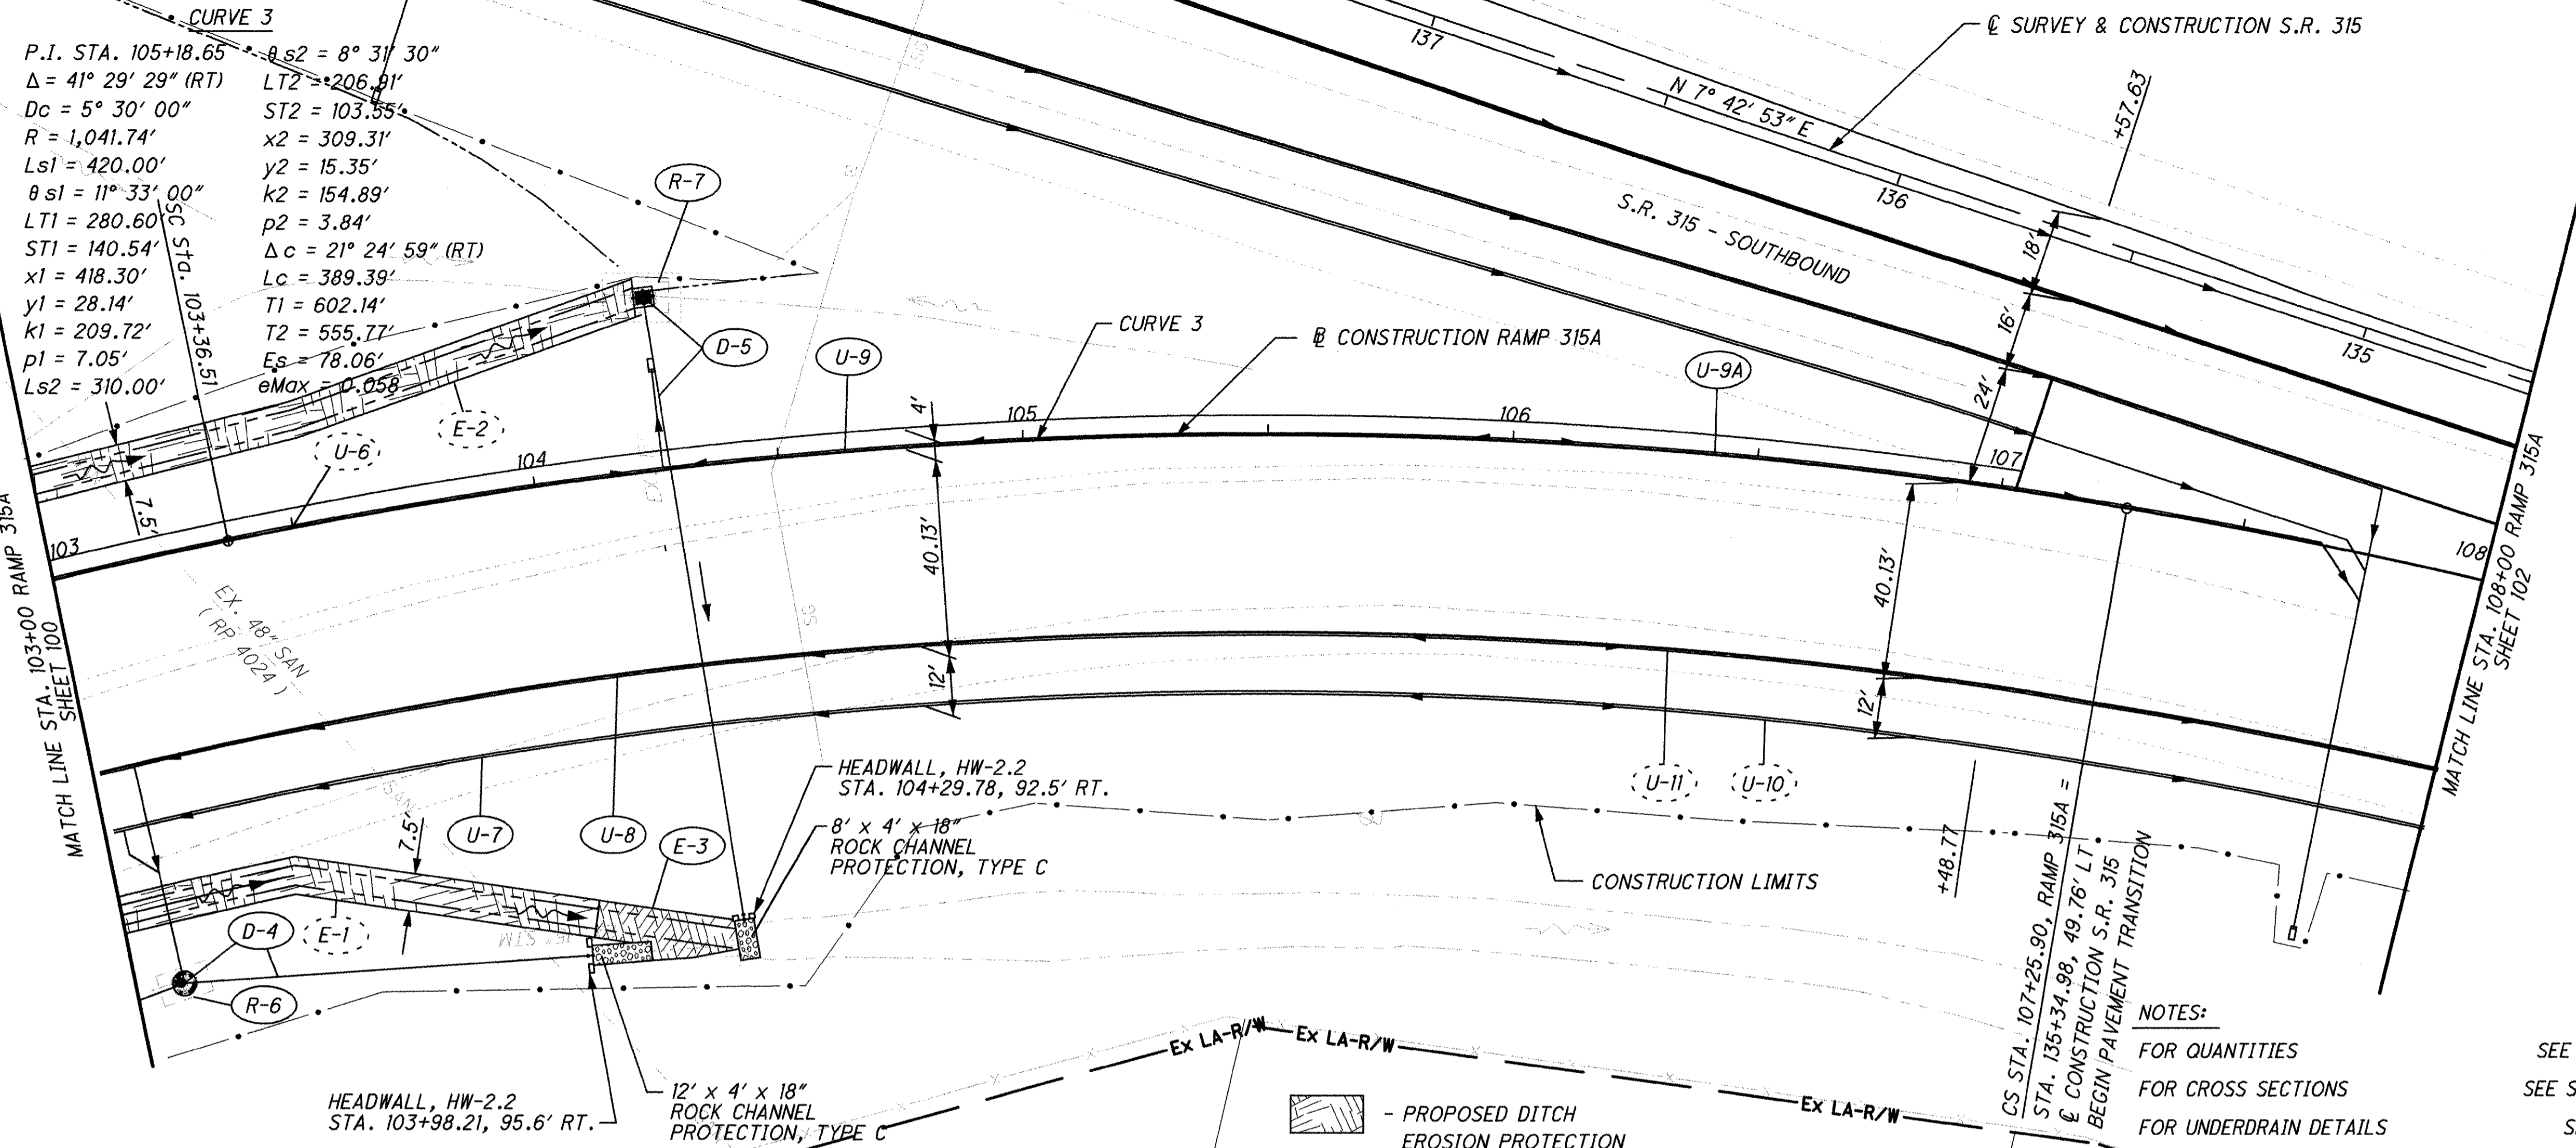 CURVE 3
P.I. STA. 105+18.65
Δ = 41° 29' 29" (RT)
Dc = 5° 30' 00"
R = 1,041.74'
Ls1 = 420.00'
θs1 = 11° 33' 00"
LT1 = 280.60'
ST1 = 140.54'
x1 = 418.30'
y1 = 28.14'
k1 = 209.72'
p1 = 7.05'
Ls2 = 310.00'
θs2 = 8° 31' 30"
LT2 = 206.91'
ST2 = 103.55'
x2 = 309.31'
y2 = 15.35'
k2 = 154.89'
p2 = 3.84'
Δc = 21° 24' 59" (RT)
Lc = 389.39'
T1 = 602.14'
T2 = 555.77'
Es = 78.06'
eMax = 0.058
SC Sta. 103+36.51
137
℄ SURVEY & CONSTRUCTION S.R. 315
N 7° 42' 53" E
+57.63
136
135
S.R. 315 - SOUTHBOUND
18'
16'
24'
R-7
D-5
U-9
CURVE 3
℔ CONSTRUCTION RAMP 315A
U-9A
E-2
U-6
7.5'
4'
103
104
105
106
107
108
40.13'
12'
40.13'
12'
EX. 48" SAN
( RP 4024 )
MATCH LINE STA. 103+00 RAMP 315A
SHEET 100
MATCH LINE STA. 108+00 RAMP 315A
SHEET 102
HEADWALL, HW-2.2
STA. 104+29.78, 92.5' RT.
8' x 4' x 18"
ROCK CHANNEL
PROTECTION, TYPE C
U-7
U-8
E-3
U-11
U-10
7.5'
SAN
D-4
E-1
R-6
STM
CONSTRUCTION LIMITS
+48.77
CS STA. 107+25.90, RAMP 315A =
STA. 135+34.98, 49.76' LT
℄ CONSTRUCTION S.R. 315
BEGIN PAVEMENT TRANSITION
HEADWALL, HW-2.2
STA. 103+98.21, 95.6' RT.
12' x 4' x 18"
ROCK CHANNEL
PROTECTION, TYPE C
Ex LA-R/W
Ex LA-R/W
Ex LA-R/W
- PROPOSED DITCH
EROSION PROTECTION
NOTES:
FOR QUANTITIES SEE
FOR CROSS SECTIONS SEE S
FOR UNDERDRAIN DETAILS S